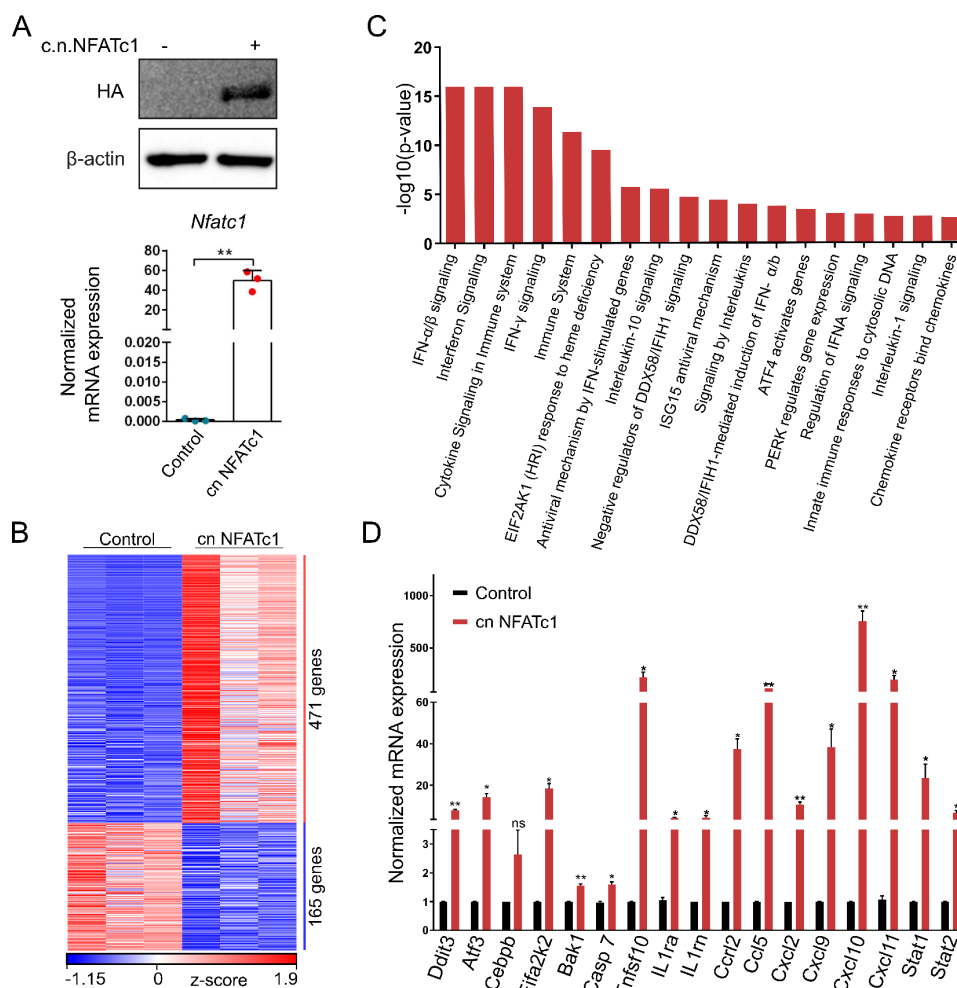 A
c.n.NFATc1
-
+
HA
β-actin
Nfatc1
Normalized
mRNA expression
**
80
60
40
20
0.020
0.015
0.010
0.005
0.000
Control
cn NFATc1
C
-log10(p-value)
20
15
10
5
0
IFN-α/β signaling
Interferon Signaling
Cytokine Signaling in Immune system
IFN-γ signaling
Immune System
EIF2AK1 (HRI) response to heme deficiency
Antiviral mechanism by IFN-stimulated genes
Interleukin-10 signaling
Negative regulators of DDX58/IFIH1 signaling
ISG15 antiviral mechanism
Signaling by Interleukins
DDX58/IFIH1-mediated induction of IFN- α/b
ATF4 activates genes
PERK regulates gene expression
Regulation of IFNA signaling
Innate immune responses to cytosolic DNA
Interleukin-1 signaling
Chemokine receptors bind chemokines
B
Control
cn NFATc1
471 genes
165 genes
-1.15
0
z-score
1.9
D
Control
cn NFATc1
Normalized mRNA expression
1000
500
60
40
20
3
2
1
0
**
*
ns
*
**
*
*
*
*
*
**
**
*
**
*
*
*
Ddit3
Atf3
Cebpb
Eifa2k2
Bak1
Casp 7
Tnfsf10
IL1ra
IL1rn
Ccrl2
Ccl5
Cxcl2
Cxcl9
Cxcl10
Cxcl11
Stat1
Stat2